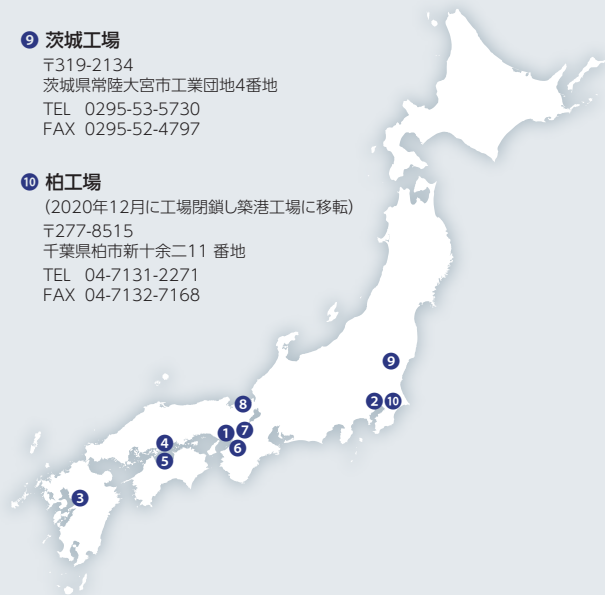 9 茨城工場
〒319-2134
茨城県常陸大宮市工業団地4番地
TEL 0295-53-5730
FAX 0295-52-4797
10 柏工場
(2020年12月に工場閉鎖し築港工場に移転)
〒277-8515
千葉県柏市新十余二11 番地
TEL 04-7131-2271
FAX 04-7132-7168
9
8
2 10
1 7
4
6
5
3